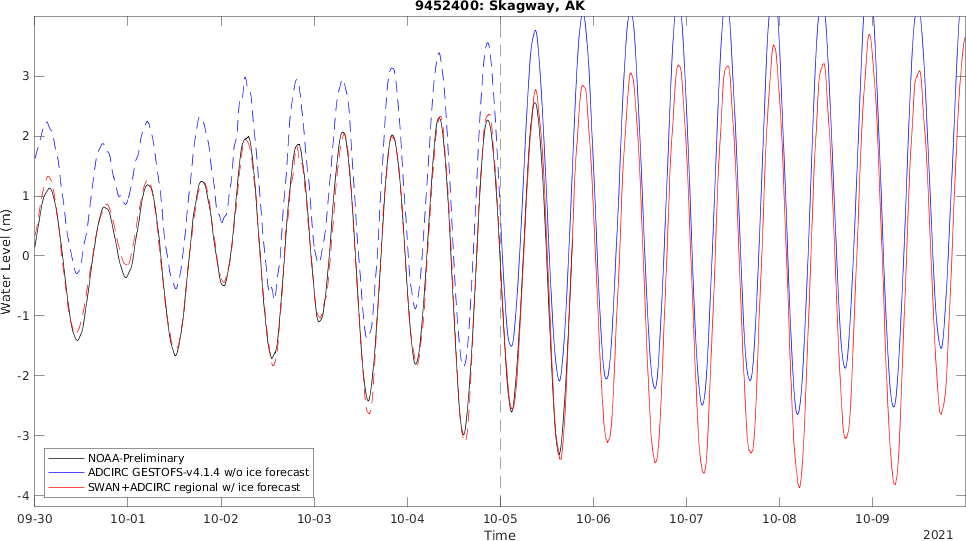 9452400: Skagway, AK
Water Level (m)
3
2
1
0
-1
-2
-3
-4
NOAA-Preliminary
ADCIRC GESTOFS-v4.1.4 w/o ice forecast
SWAN+ADCIRC regional w/ ice forecast
09-30 10-01 10-02 10-03 10-04 10-05 10-06 10-07 10-08 10-09
Time
2021